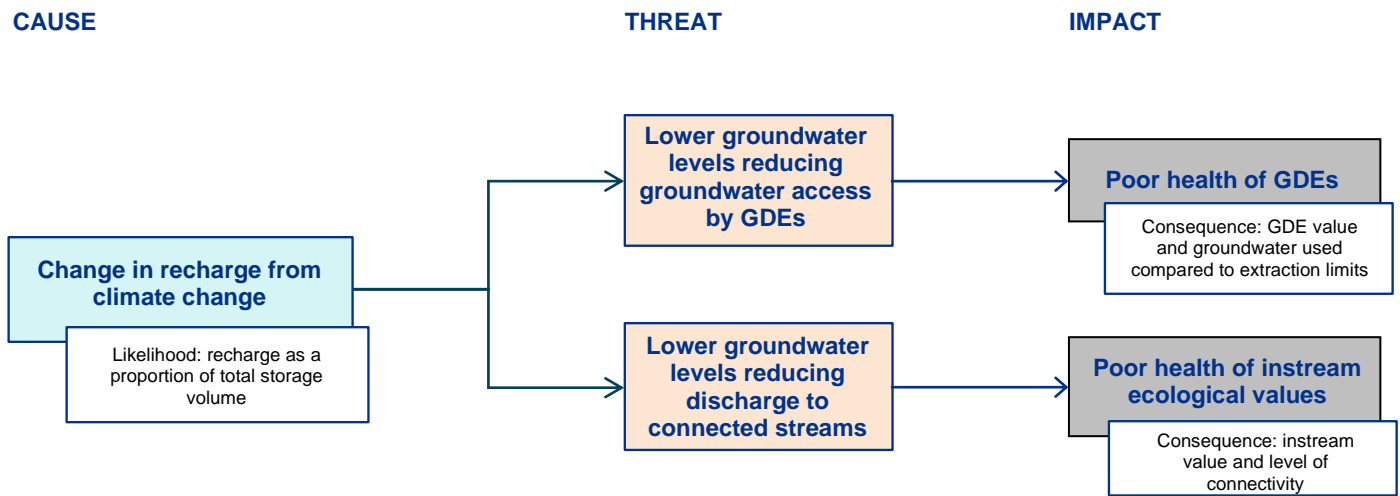 CAUSE
THREAT
IMPACT
Lower groundwater
levels reducing
groundwater access
by GDEs
Poor health of GDEs
Consequence: GDE value
and groundwater used
compared to extraction limits
Change in recharge from
climate change
Likelihood: recharge as a
proportion of total storage
volume
Lower groundwater
levels reducing
discharge to
connected streams
Poor health of instream
ecological values
Consequence: instream
value and level of
connectivity